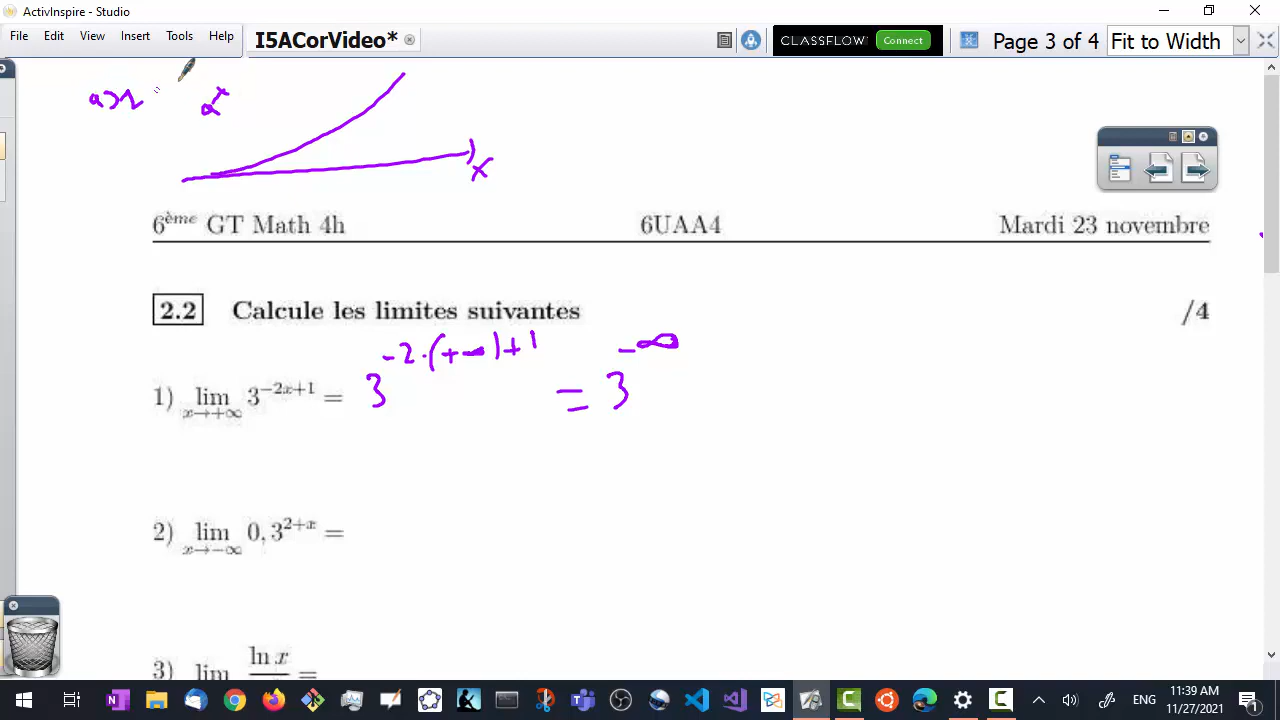 ActivInspire - Studio
File Edit View Insert Tools Help
I5ACorVideo*
CLASSFLOW Connect
Page 3 of 4
Fit to Width
a>1 : a^x
x
6ème GT Math 4h 6UAA4 Mardi 23 novembre
2.2 Calcule les limites suivantes /4
1) lim x→+∞ 3^{-2x+1} = 3^{-2·(+∞)+1} = 3^{-∞}
2) lim x→−∞ 0,3^{2+x} =
3) lim ln x =
ENG
11:39 AM
11/27/2021
1